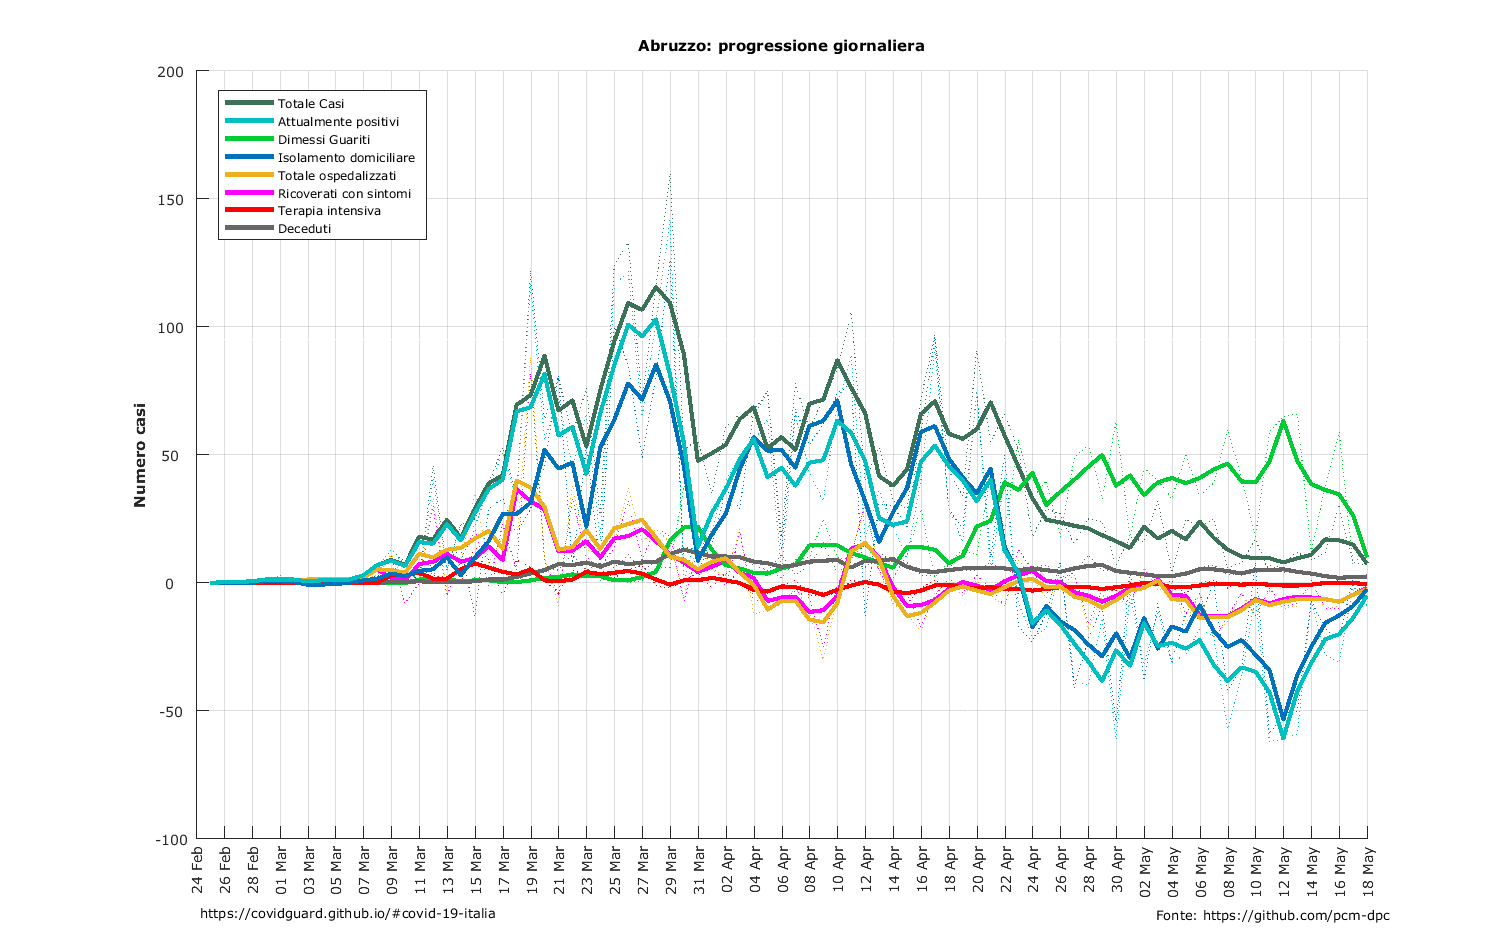 Abruzzo: progressione giornaliera
Numero casi
200
150
100
50
0
-50
-100
Totale Casi
Attualmente positivi
Dimessi Guariti
Isolamento domiciliare
Totale ospedalizzati
Ricoverati con sintomi
Terapia intensiva
Deceduti
24 Feb
26 Feb
28 Feb
01 Mar
03 Mar
05 Mar
07 Mar
09 Mar
11 Mar
13 Mar
15 Mar
17 Mar
19 Mar
21 Mar
23 Mar
25 Mar
27 Mar
29 Mar
31 Mar
02 Apr
04 Apr
06 Apr
08 Apr
10 Apr
12 Apr
14 Apr
16 Apr
18 Apr
20 Apr
22 Apr
24 Apr
26 Apr
28 Apr
30 Apr
02 May
04 May
06 May
08 May
10 May
12 May
14 May
16 May
18 May
https://covidguard.github.io/#covid-19-italia
Fonte: https://github.com/pcm-dpc